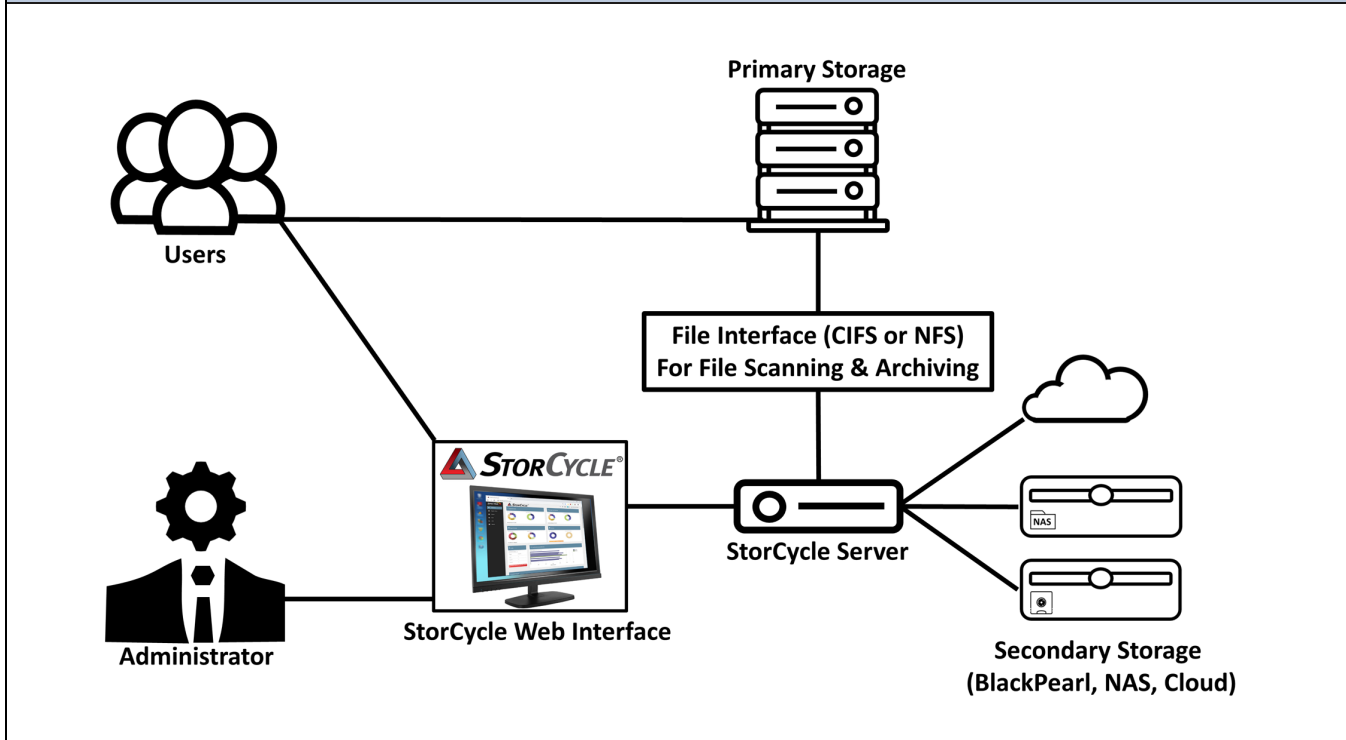 Primary Storage
Users
File Interface (CIFS or NFS)
For File Scanning & Archiving
STORCYCLE®
NAS
StorCycle Server
StorCycle Web Interface
Administrator
Secondary Storage
(BlackPearl, NAS, Cloud)